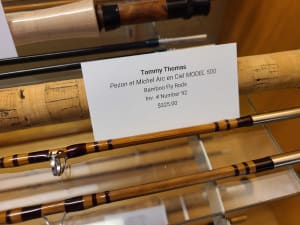 Tommy Thomas
Pezon et Michel Arc en Ciel MODEL 500
Bamboo Fly Rods
Inv. # Number 92
$325.00